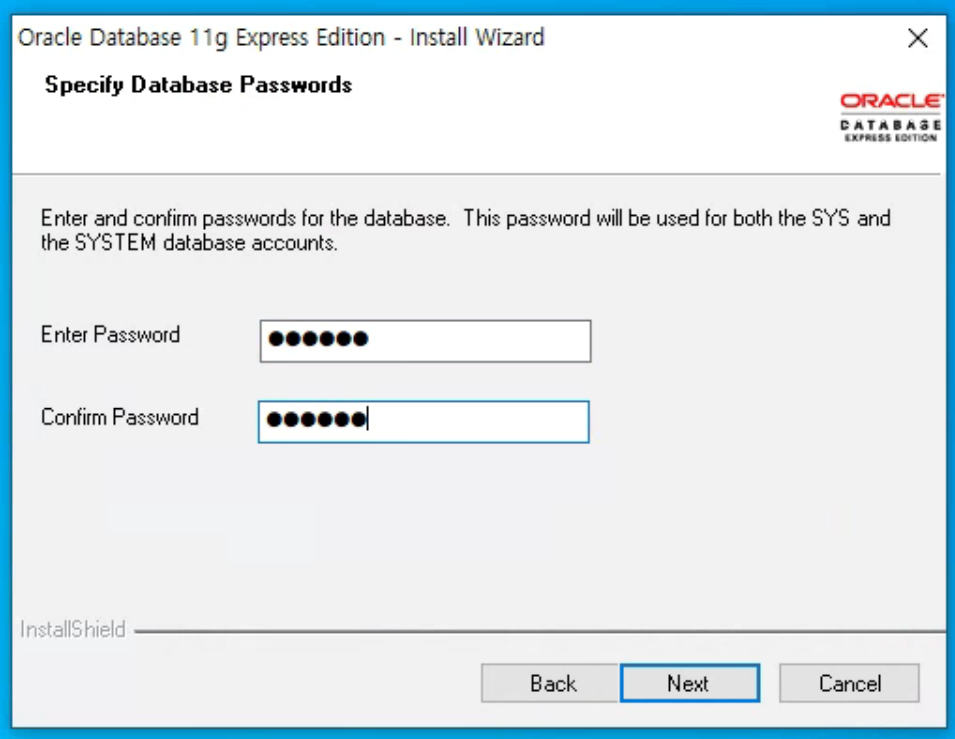 Oracle Database 11g Express Edition - Install Wizard
Specify Database Passwords
ORACLE
DATABASE
EXPRESS EDITION
Enter and confirm passwords for the database. This password will be used for both the SYS and
the SYSTEM database accounts.
Enter Password ●●●●●●
Confirm Password ●●●●●●
InstallShield
Back Next Cancel